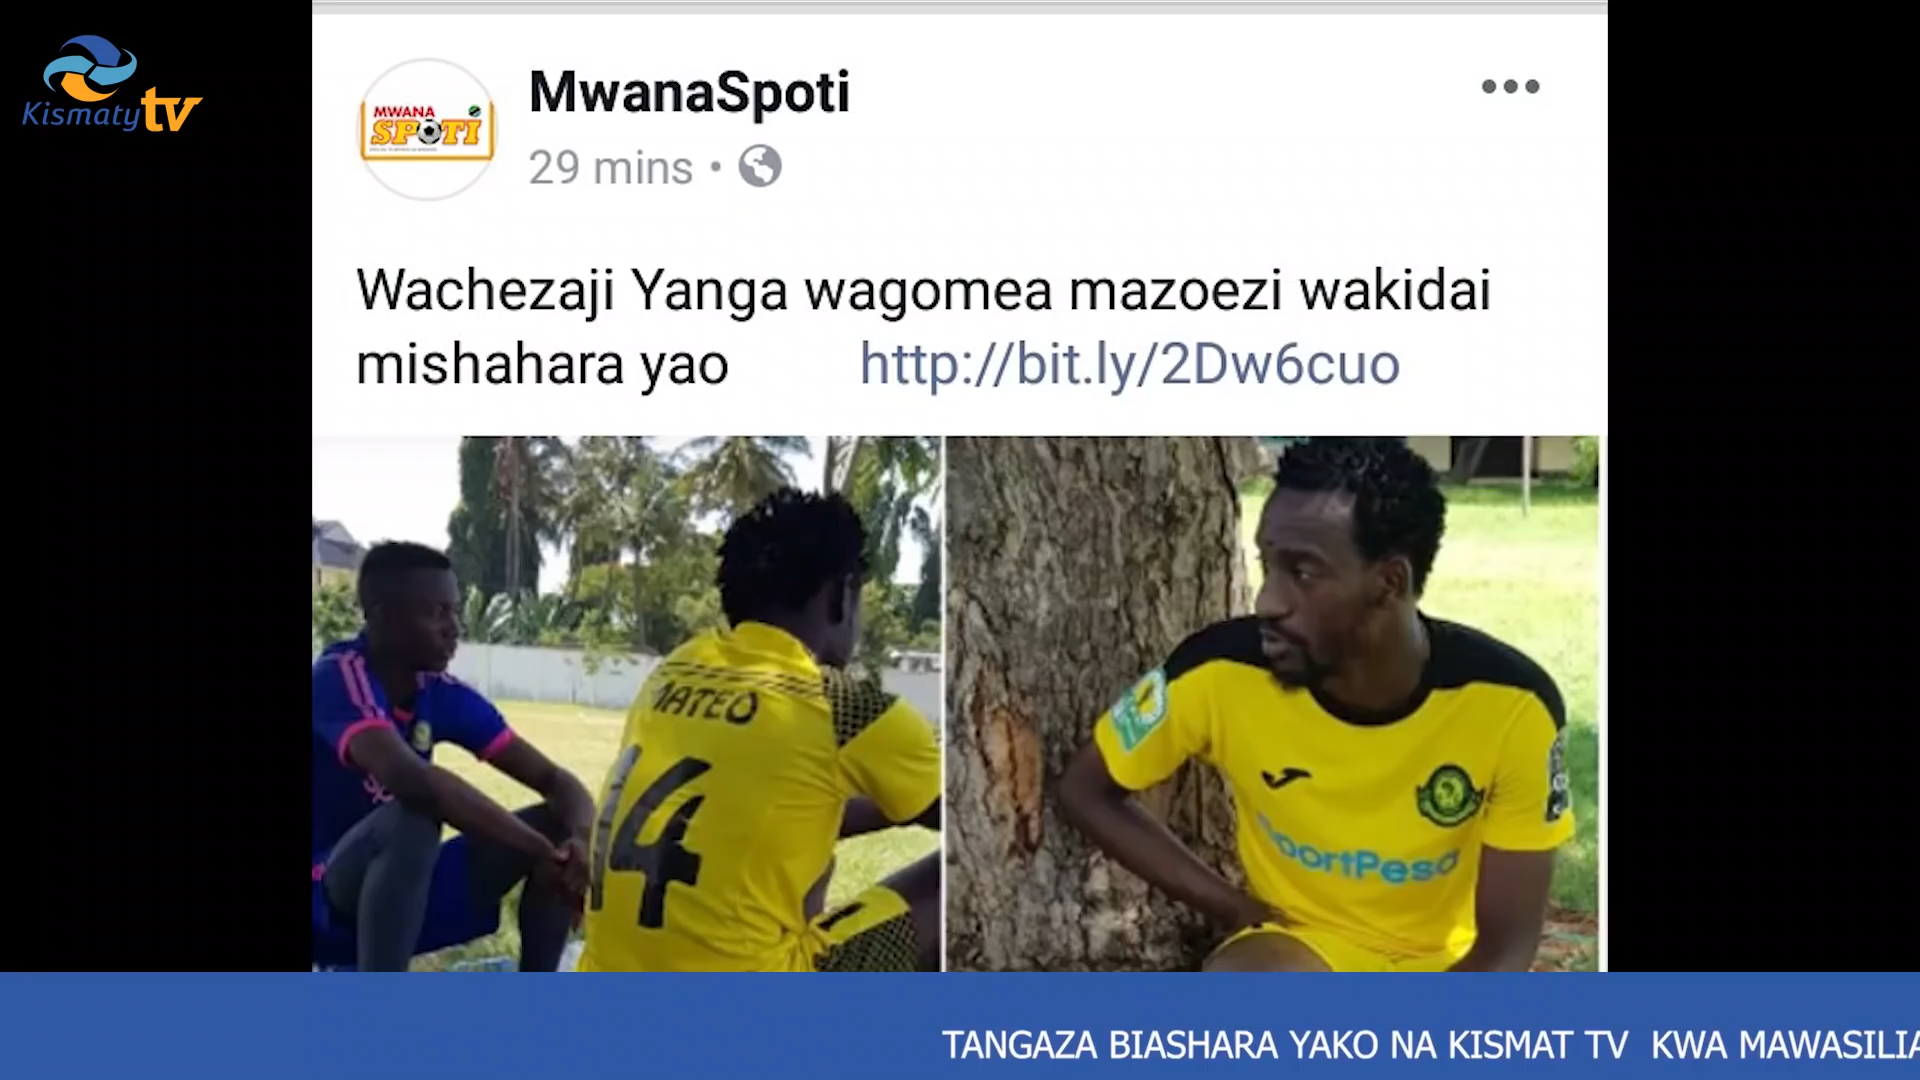 Kismaty tv
MwanaSpoti
MWANA
SPOTI
29 mins
Wachezaji Yanga wagomea mazoezi wakidai
mishahara yao http://bit.ly/2Dw6cuo
MATEO
14
SportPesa
TANGAZA BIASHARA YAKO NA KISMAT TV KWA MAWASILIA